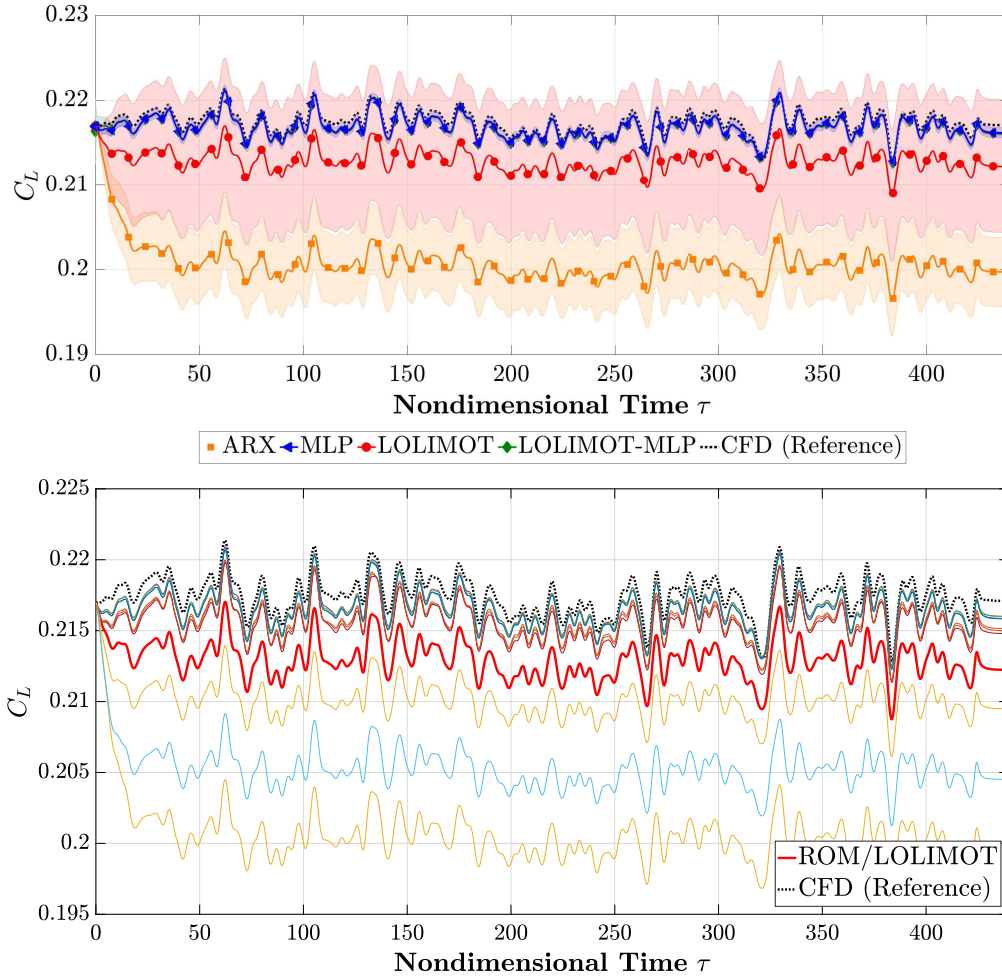 0.23
0.22
0.21
0.2
0.19
C_L
0 50 100 150 200 250 300 350 400
Nondimensional Time τ
ARX MLP LOLIMOT LOLIMOT-MLP CFD (Reference)
0.225
0.22
0.215
0.21
0.205
0.2
0.195
C_L
ROM/LOLIMOT
CFD (Reference)
0 50 100 150 200 250 300 350 400
Nondimensional Time τ